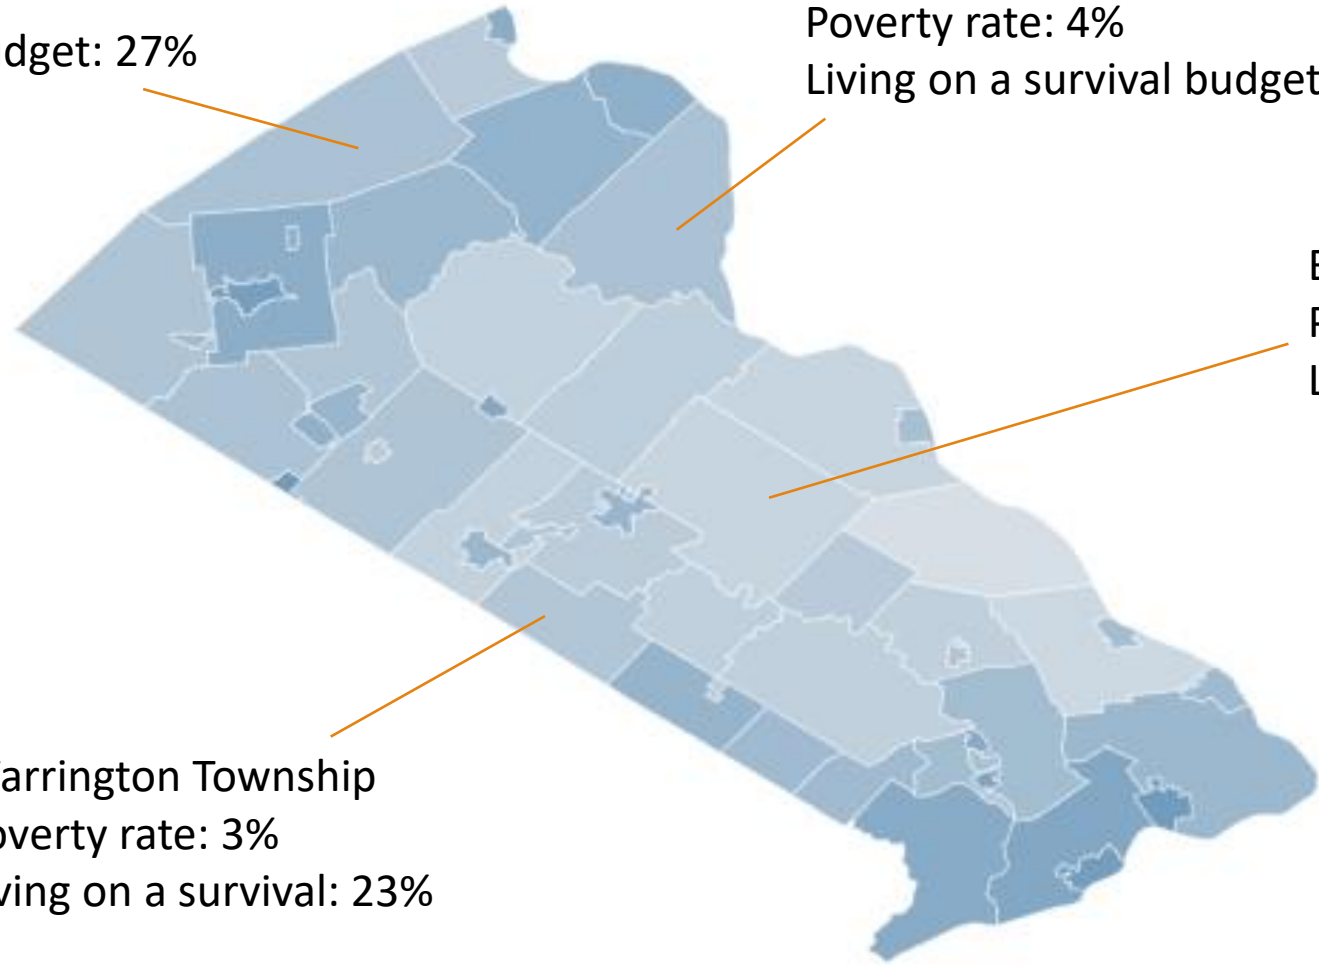 dget: 27%
Poverty rate: 4%
Living on a survival budget
arrington Township
overty rate: 3%
ving on a survival: 23%